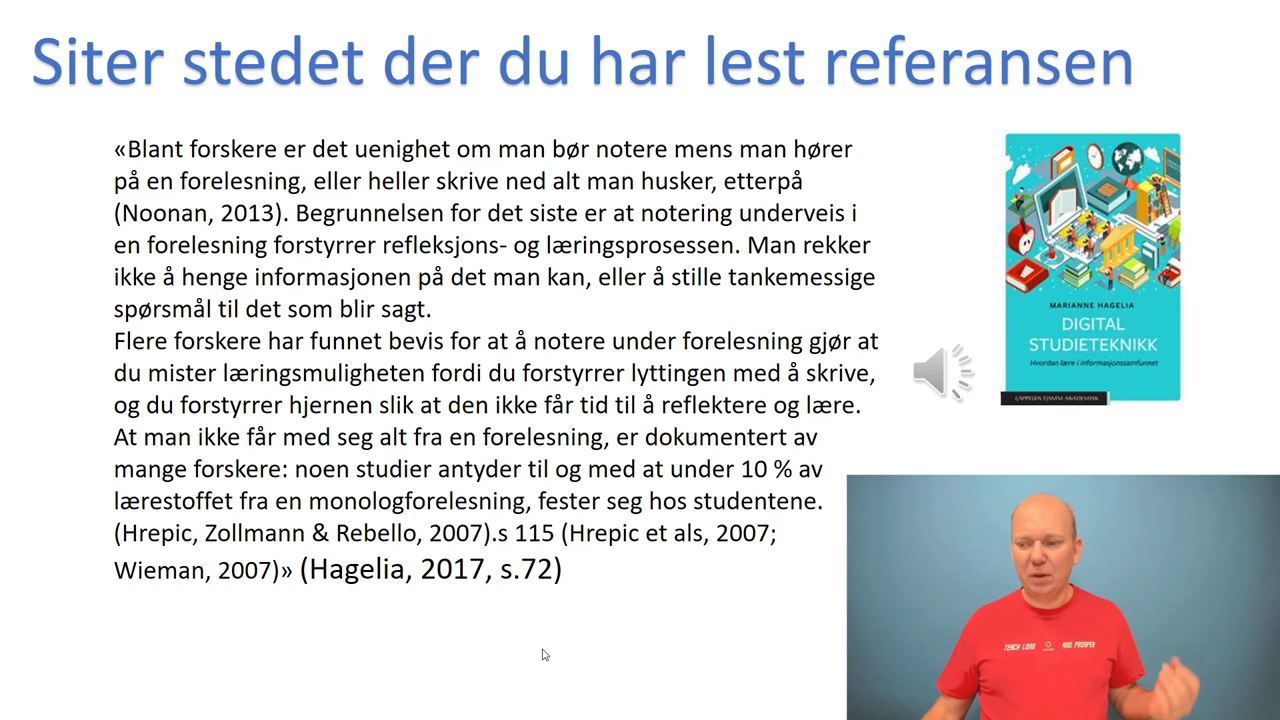 Siter stedet der du har lest referansen
«Blant forskere er det uenighet om man bør notere mens man hører
på en forelesning, eller heller skrive ned alt man husker, etterpå
(Noonan, 2013). Begrunnelsen for det siste er at notering underveis i
en forelesning forstyrrer refleksjons- og læringsprosessen. Man rekker
ikke å henge informasjonen på det man kan, eller å stille tankemessige
spørsmål til det som blir sagt.
Flere forskere har funnet bevis for at å notere under forelesning gjør at
du mister læringsmuligheten fordi du forstyrrer lyttingen med å skrive,
og du forstyrrer hjernen slik at den ikke får tid til å reflektere og lære.
At man ikke får med seg alt fra en forelesning, er dokumentert av
mange forskere: noen studier antyder til og med at under 10 % av
lærestoffet fra en monologforelesning, fester seg hos studentene.
(Hrepic, Zollmann & Rebello, 2007).s 115 (Hrepic et als, 2007;
Wieman, 2007)» (Hagelia, 2017, s.72)
MARIANNE HAGELIA
DIGITAL
STUDIETEKNIKK
Hvordan lære i informasjonssamfunnet
CAPPELEN DAMM AKADEMISK
TEACH LONG AND PROSPER